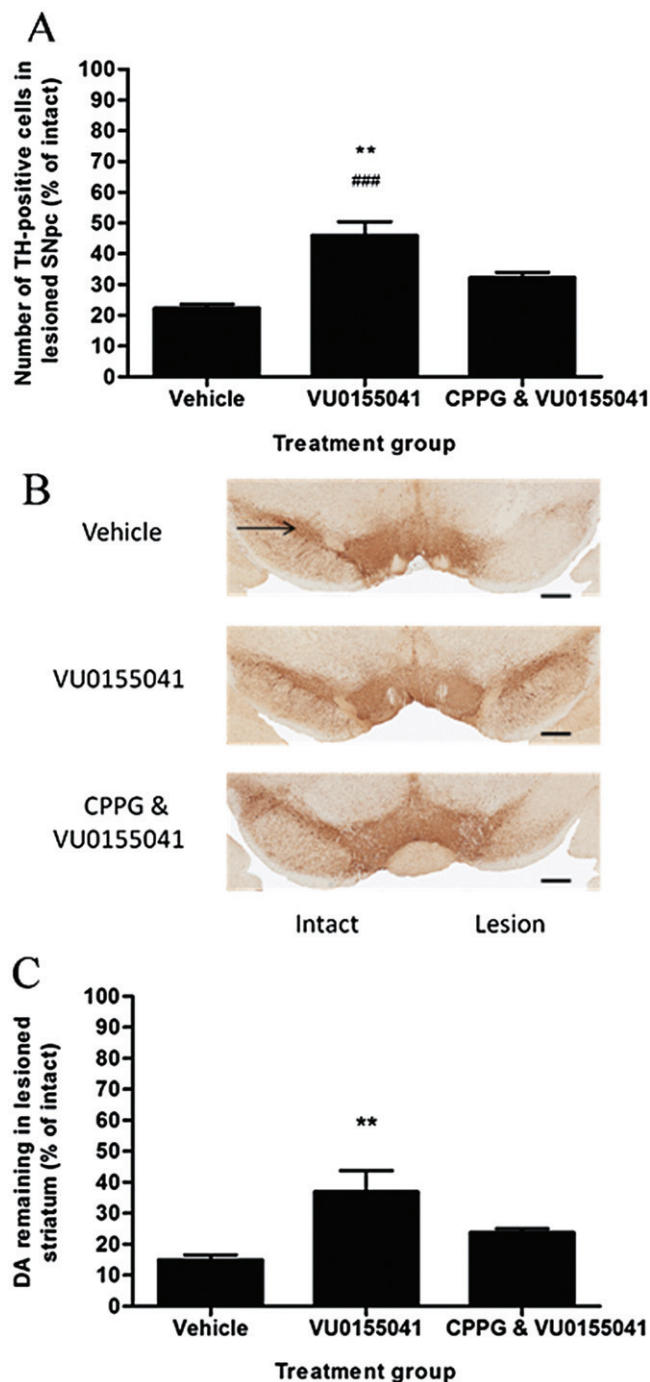 A
Number of TH-positive cells in
lesioned SNpc (% of intact)
100
90
80
70
60
50
40
30
20
10
0
**
###
Vehicle
VU0155041
CPPG & VU0155041
Treatment group
B
Vehicle
VU0155041
CPPG &
VU0155041
Intact
Lesion
C
DA remaining in lesioned
striatum (% of intact)
100
90
80
70
60
50
40
30
20
10
0
**
Vehicle
VU0155041
CPPG & VU0155041
Treatment group